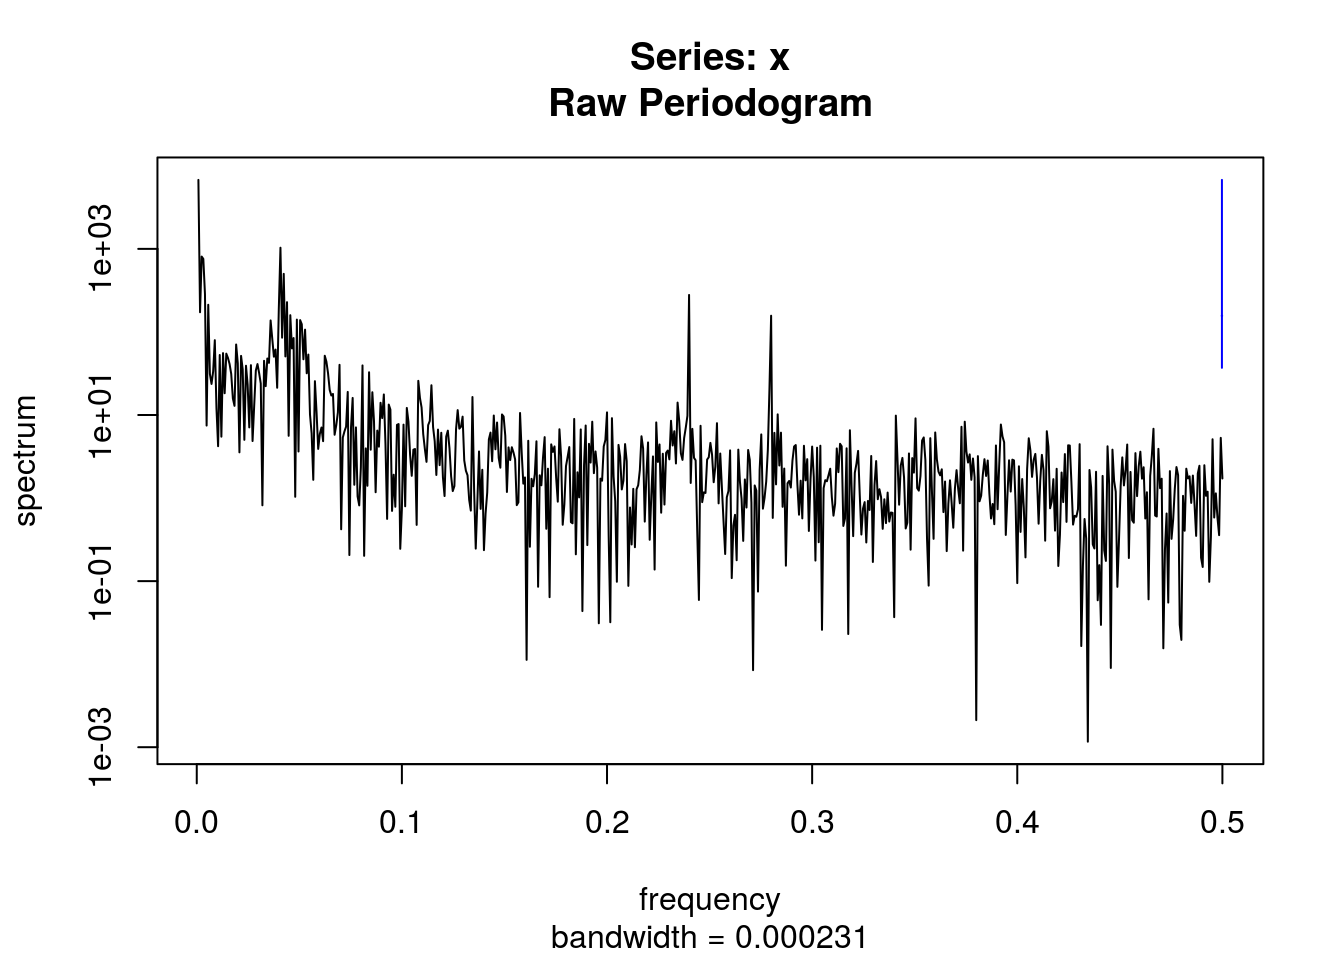 Series: x
Raw Periodogram
spectrum
1e+03
1e+01
1e-01
1e-03
0.0 0.1 0.2 0.3 0.4 0.5
frequency
bandwidth = 0.000231